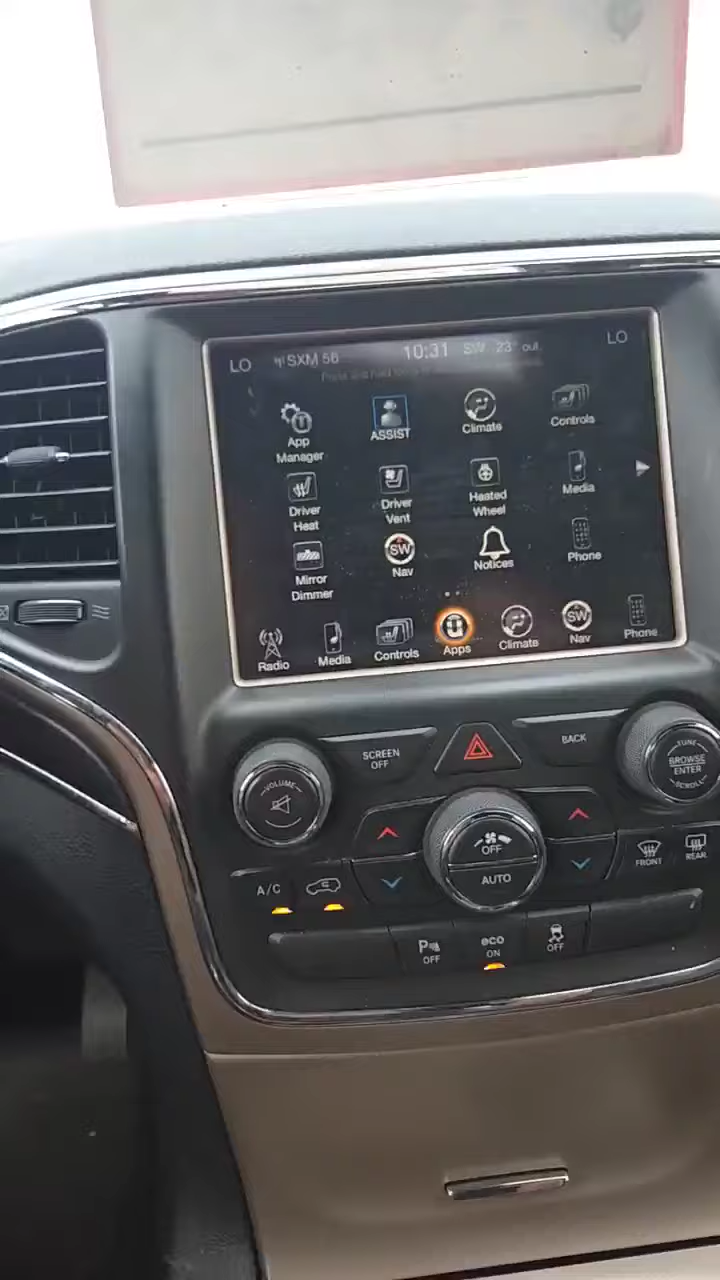 LO SXM 56 10:31 SW 23° out LO
App Manager
ASSIST
Climate
Controls
Driver Heat
Driver Vent
Heated Wheel
Media
Mirror Dimmer
SW
Nav
Notices
Phone
Radio
Media
Controls
Apps
Climate
SW
Nav
Phone
VOLUME
SCREEN OFF
BACK
TUNE
BROWSE
ENTER
SCROLL
OFF
AUTO
FRONT
REAR
A/C
P OFF
eco ON
OFF